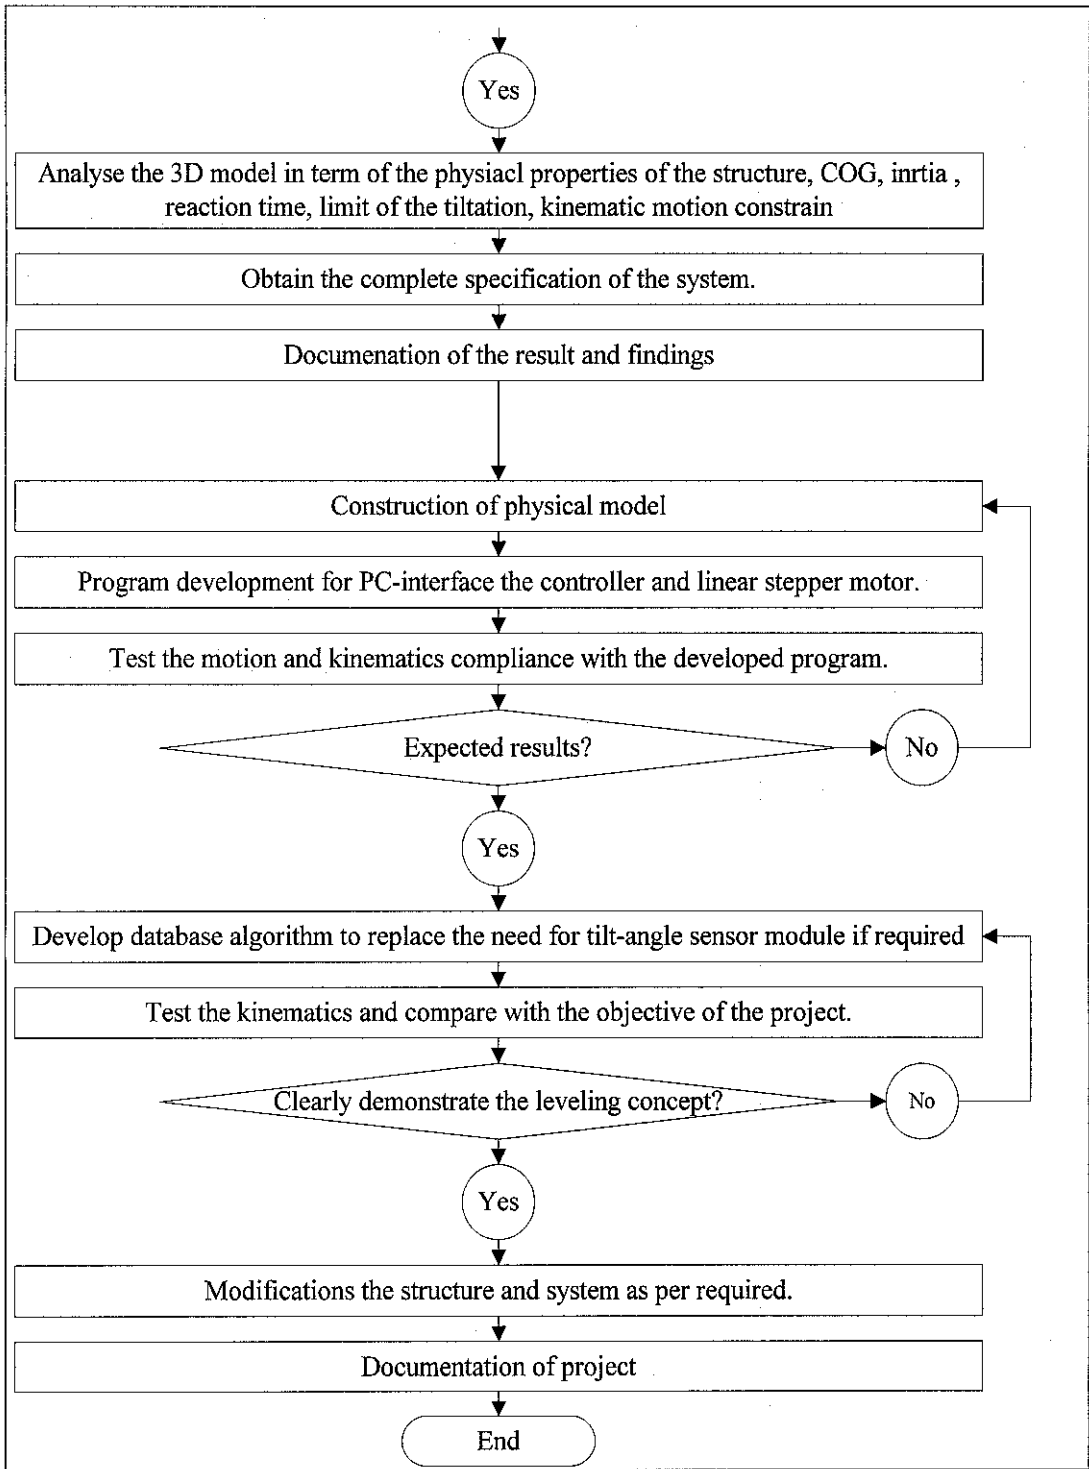 Yes
Analyse the 3D model in term of the physiacl properties of the structure, COG, inrtia ,
reaction time, limit of the tiltation, kinematic motion constrain
Obtain the complete specification of the system.
Documenation of the result and findings
Construction of physical model
Program development for PC-interface the controller and linear stepper motor.
Test the motion and kinematics compliance with the developed program.
Expected results?
No
Yes
Develop database algorithm to replace the need for tilt-angle sensor module if required
Test the kinematics and compare with the objective of the project.
Clearly demonstrate the leveling concept?
No
Yes
Modifications the structure and system as per required.
Documentation of project
End